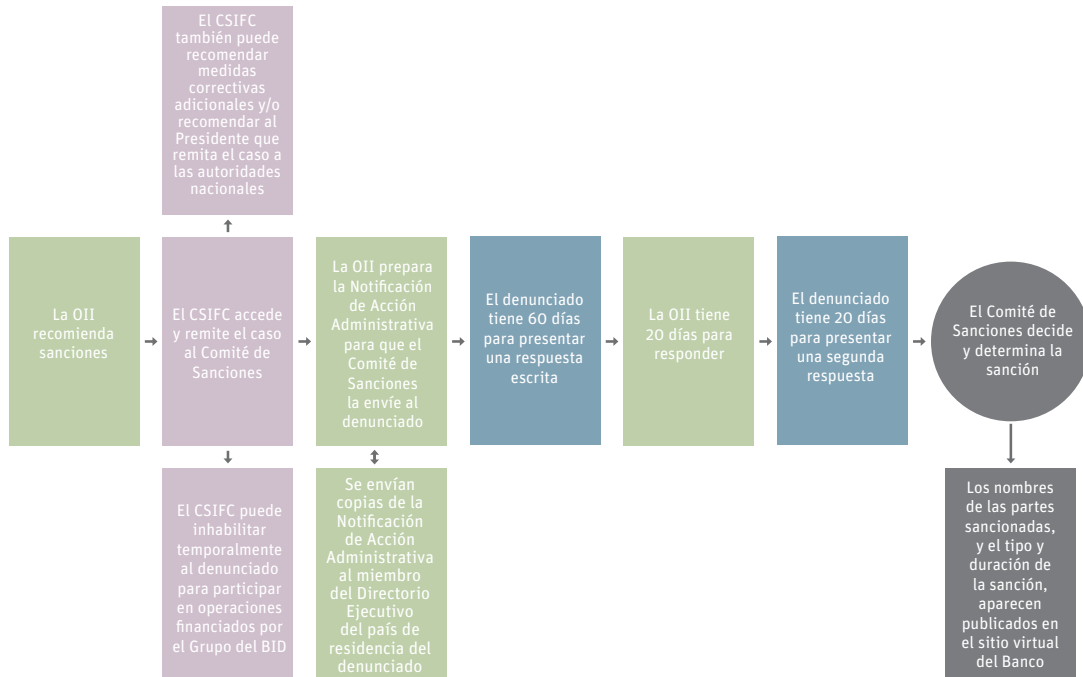 El CSIFC
también puede
recomendar
medidas
correctivas
adicionales y/o
recomendar al
Presidente que
remita el caso a
las autoridades
nacionales
La OII
recomienda
sanciones
El CSIFC accede
y remite el caso
al Comité de
Sanciones
La OII prepara
la Notificación
de Acción
Administrativa
para que el
Comité de
Sanciones
la envíe al
denunciado
El denunciado
tiene 60 días
para presentar
una respuesta
escrita
La OII tiene
20 días para
responder
El denunciado
tiene 20 días
para presentar
una segunda
respuesta
El Comité de
Sanciones decide
y determina la
sanción
El CSIFC puede
inhabilitar
temporalmente
al denunciado
para participar
en operaciones
financiados por
el Grupo del BID
Se envían
copias de la
Notificación
de Acción
Administrativa
al miembro
del Directorio
Ejecutivo
del país de
residencia del
denunciado
Los nombres
de las partes
sancionadas,
y el tipo y
duración de
la sanción,
aparecen
publicados en
el sitio virtual
del Banco